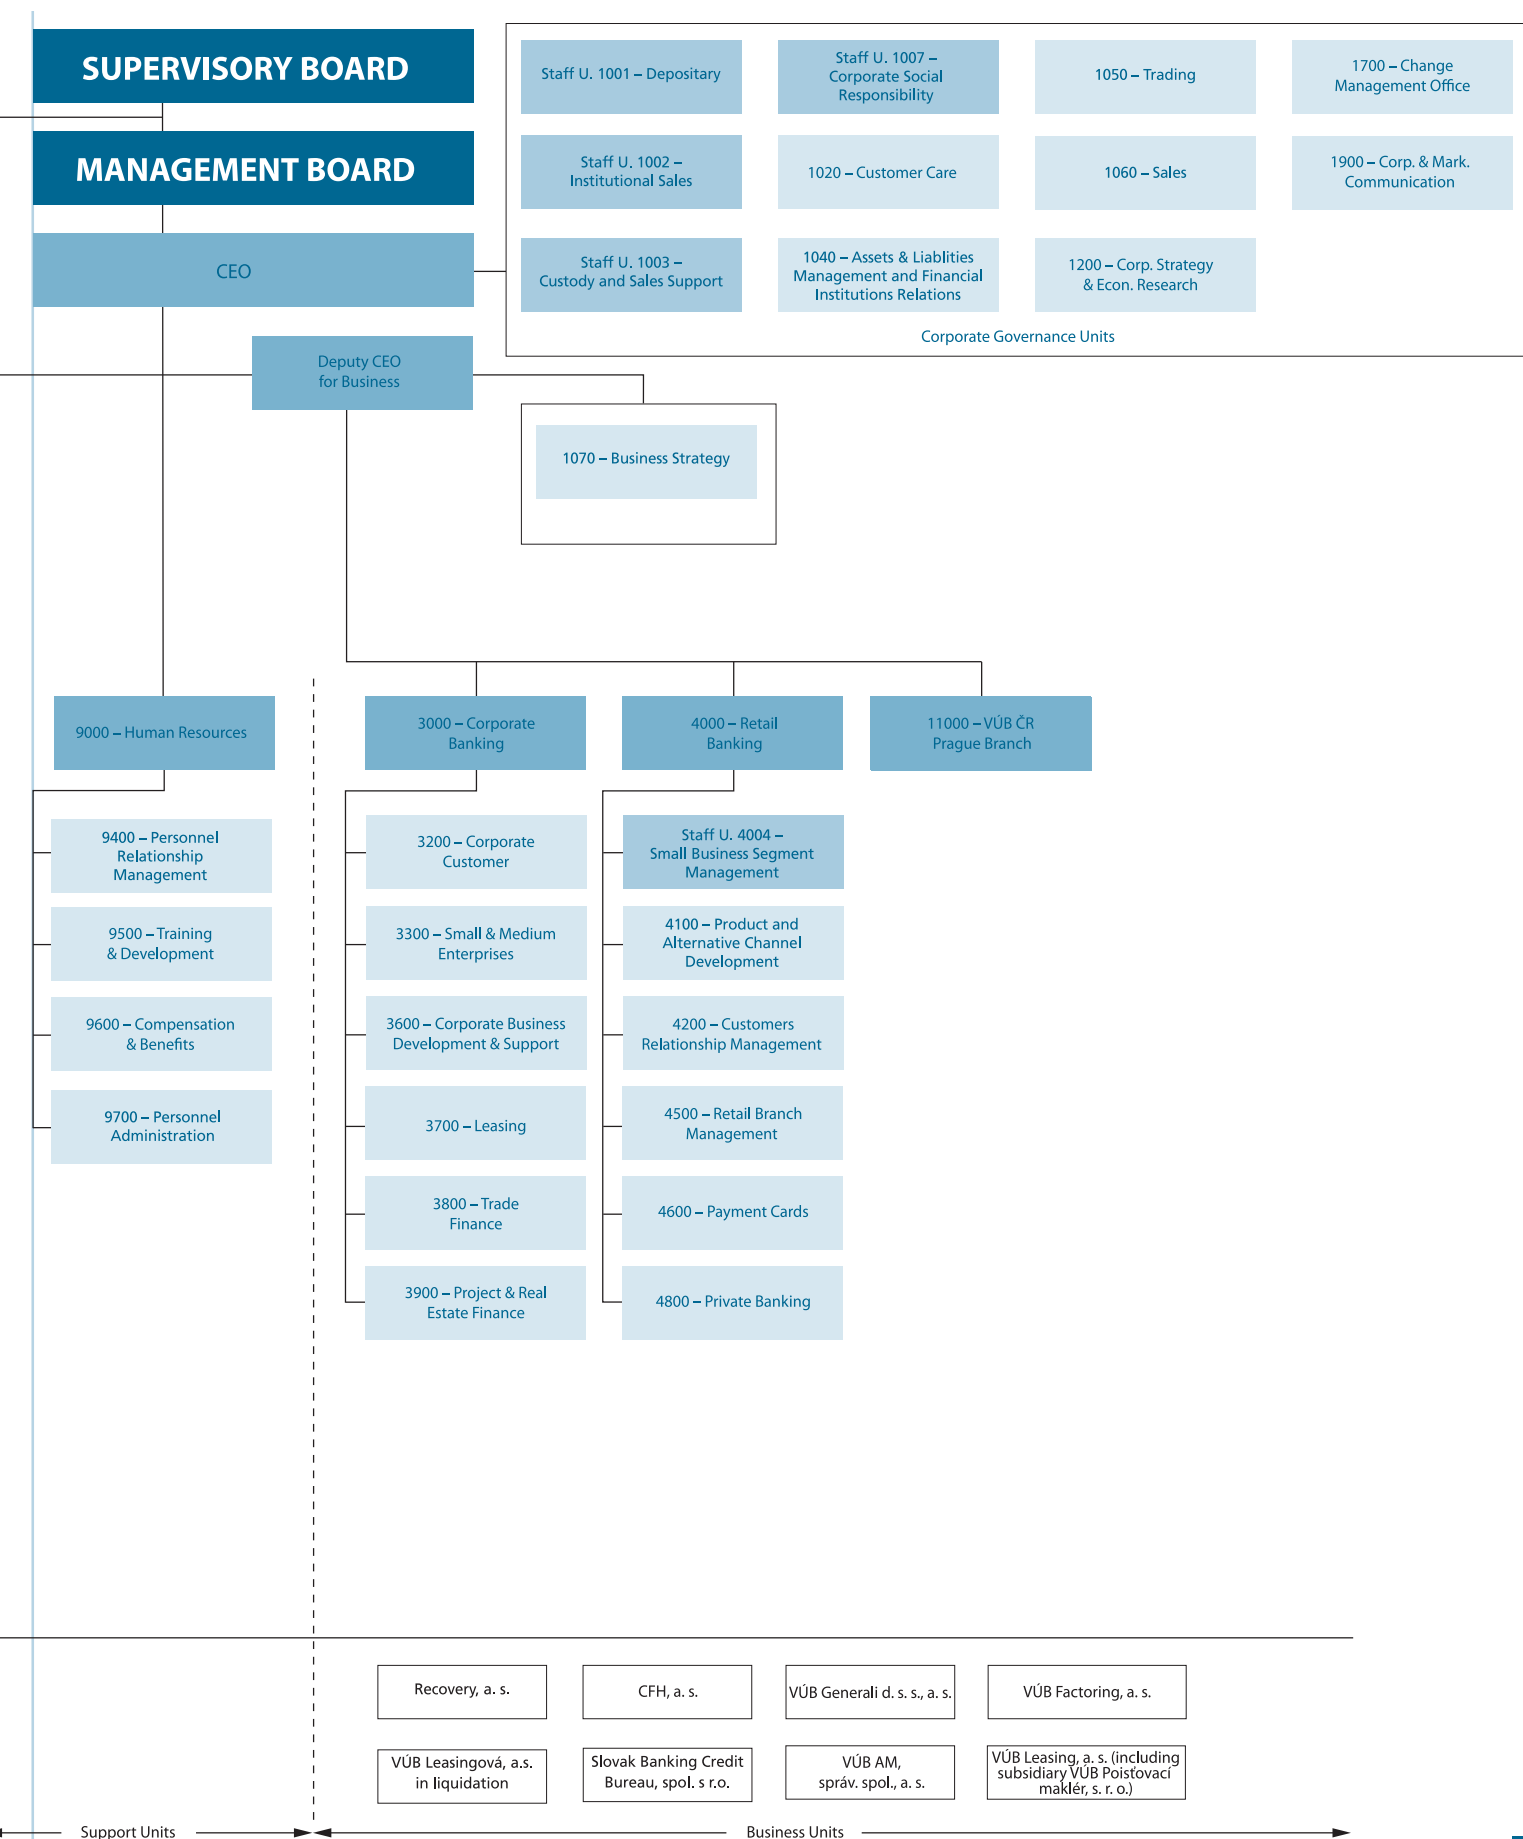 SUPERVISORY BOARD
MANAGEMENT BOARD
CEO
Staff U. 1001 – Depositary
Staff U. 1007 –
Corporate Social
Responsibility
1050 – Trading
1700 – Change
Management Office
Staff U. 1002 –
Institutional Sales
1020 – Customer Care
1060 – Sales
1900 – Corp. & Mark.
Communication
Staff U. 1003 –
Custody and Sales Support
1040 – Assets & Liablities
Management and Financial
Institutions Relations
1200 – Corp. Strategy
& Econ. Research
Corporate Governance Units
Deputy CEO
for Business
1070 – Business Strategy
9000 – Human Resources
3000 – Corporate
Banking
4000 – Retail
Banking
11000 – VÚB ČR
Prague Branch
9400 – Personnel
Relationship
Management
9500 – Training
& Development
9600 – Compensation
& Benefits
9700 – Personnel
Administration
3200 – Corporate
Customer
3300 – Small & Medium
Enterprises
3600 – Corporate Business
Development & Support
3700 – Leasing
3800 – Trade
Finance
3900 – Project & Real
Estate Finance
Staff U. 4004 –
Small Business Segment
Management
4100 – Product and
Alternative Channel
Development
4200 – Customers
Relationship Management
4500 – Retail Branch
Management
4600 – Payment Cards
4800 – Private Banking
Recovery, a. s.
CFH, a. s.
VÚB Generali d. s. s., a. s.
VÚB Factoring, a. s.
VÚB Leasingová, a.s.
in liquidation
Slovak Banking Credit
Bureau, spol. s r.o.
VÚB AM,
správ. spol., a. s.
VÚB Leasing, a. s. (including
subsidiary VÚB Poisťovací
maklér, s. r. o.)
Support Units
Business Units